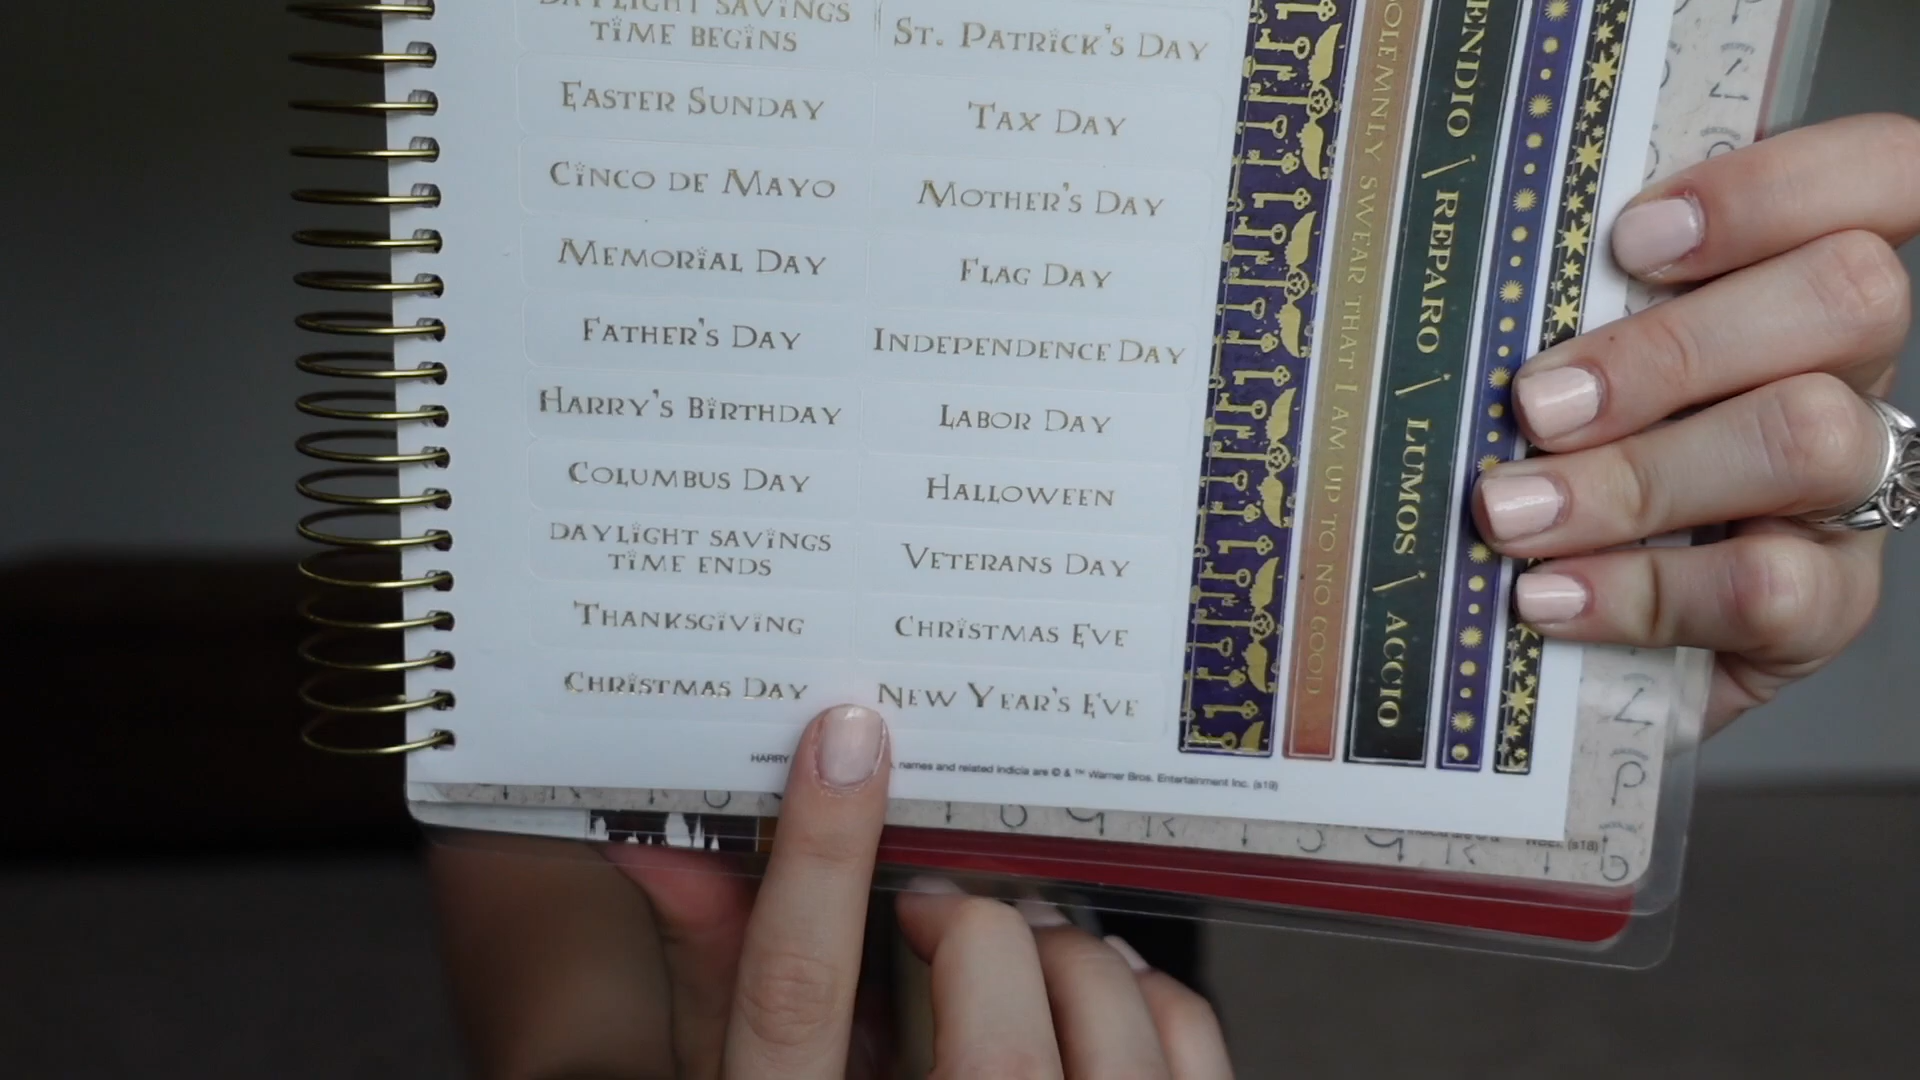 DAYLIGHT SAVINGS
TIME BEGINS
ST. PATRICK'S DAY
EASTER SUNDAY
TAX DAY
CINCO DE MAYO
MOTHER'S DAY
MEMORIAL DAY
FLAG DAY
FATHER'S DAY
INDEPENDENCE DAY
HARRY'S BIRTHDAY
LABOR DAY
COLUMBUS DAY
HALLOWEEN
DAYLIGHT SAVINGS
TIME ENDS
VETERANS DAY
THANKSGIVING
CHRISTMAS EVE
CHRISTMAS DAY
NEW YEAR'S EVE
HARRY
names and related indicia are © & ™ Warner Bros. Entertainment Inc. (s19)
OLEMNLY SWEAR THAT I AM UP TO NO GOOD
ENDIO \ REPARO \ LUMOS \ ACCIO
(s18)